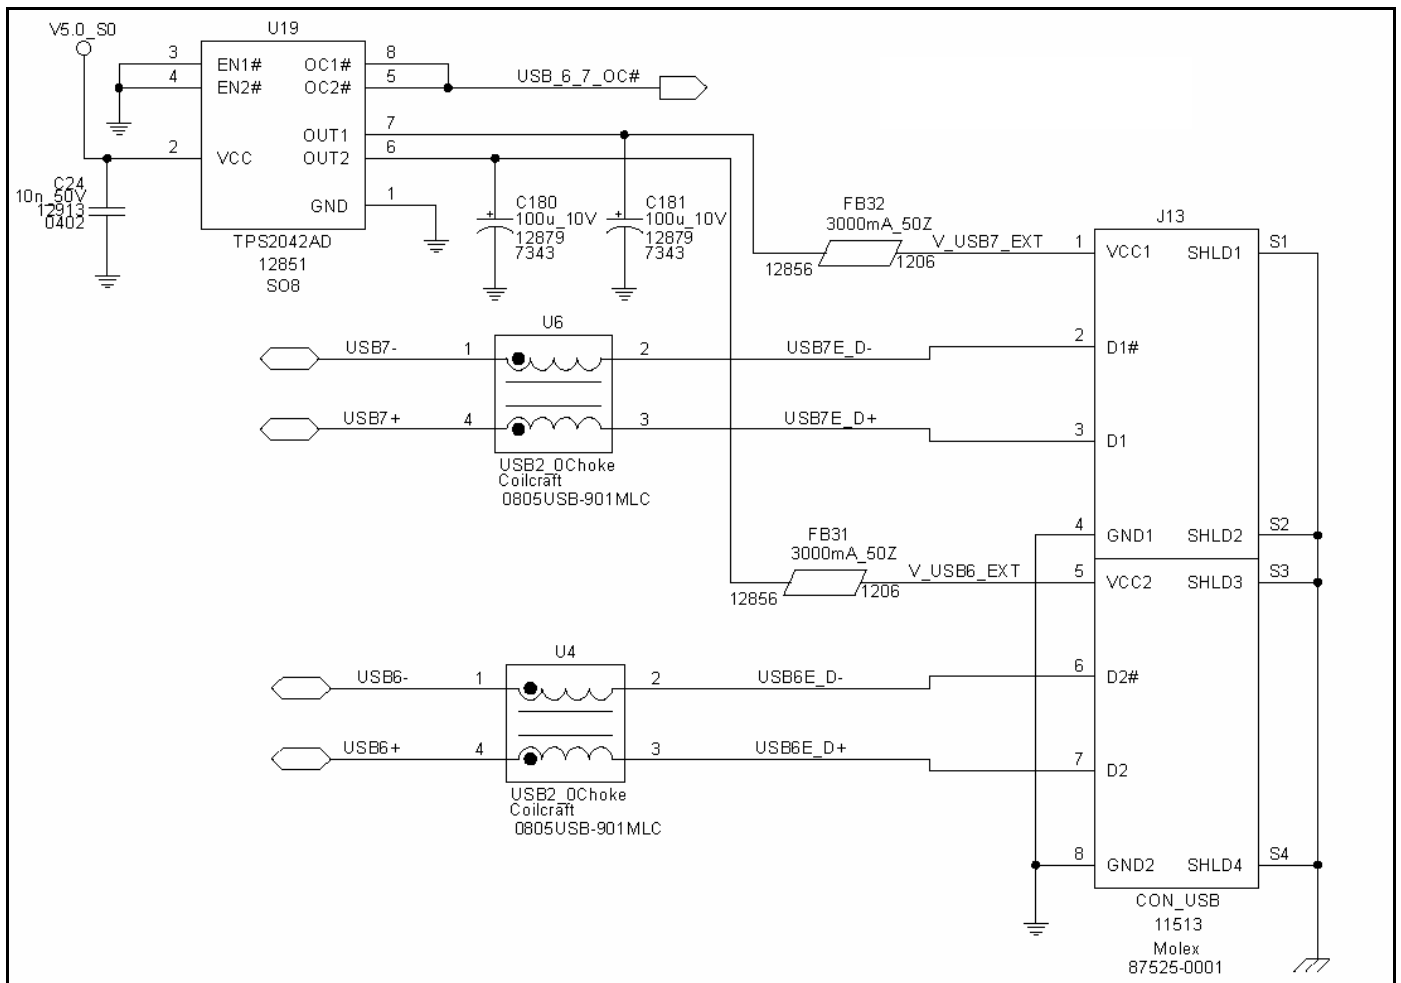 V5.0_S0
U19
3 EN1# OC1# 8
4 EN2# OC2# 5
USB_6_7_OC#
OUT1 7
2 VCC OUT2 6
GND 1
TPS2042AD
12851
SO8
C24
10n_50V
12913
0402
C180
100u_10V
12879
7343
C181
100u_10V
12879
7343
FB32
3000mA_50Z
12856
1206
V_USB7_EXT
J13
1 VCC1 SHLD1 S1
U6
USB7- 1 2 USB7E_D- 2 D1#
USB7+ 4 3 USB7E_D+ 3 D1
USB2_0Choke
Coilcraft
0805USB-901MLC
4 GND1 SHLD2 S2
FB31
3000mA_50Z
12856
1206
V_USB6_EXT
5 VCC2 SHLD3 S3
U4
USB6- 1 2 USB6E_D- 6 D2#
USB6+ 4 3 USB6E_D+ 7 D2
USB2_0Choke
Coilcraft
0805USB-901MLC
8 GND2 SHLD4 S4
CON_USB
11513
Molex
87525-0001